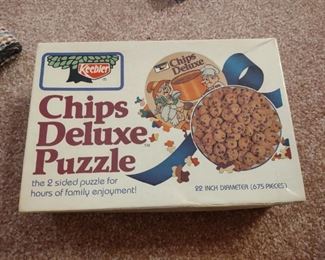 Keebler
Chips
Deluxe
Puzzle™
the 2 sided puzzle for
hours of family enjoyment!
Chips
Deluxe
22 INCH DIAMETER (675 PIECES)